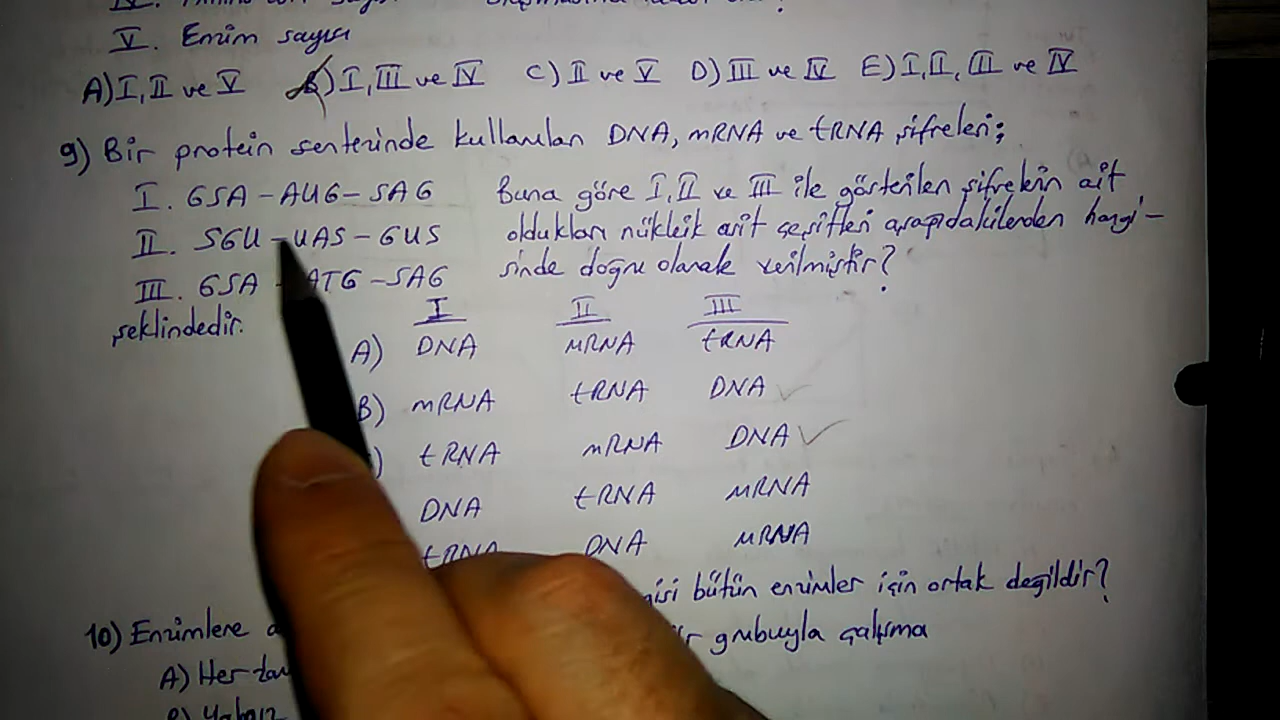 V. Enzim sayısı
A) I, II ve V B) I, III ve IV C) II ve V D) III ve IV E) I, II, III ve IV
9) Bir protein sentezinde kullanılan DNA, mRNA ve tRNA şifreleri;
I. GSA - AUG - SAG
II. SGU - UAS - GUS
III. GSA - ATG - SAG
şeklindedir.
Buna göre I, II ve III ile gösterilen şifrelerin ait
oldukları nükleik asit çeşitleri aşağıdakilerden hangi-
sinde doğru olarak verilmiştir?
I II III
A) DNA mRNA tRNA
B) mRNA tRNA DNA
) tRNA mRNA DNA
DNA tRNA mRNA
tRNA DNA mRNA
10) Enzimlere gisi bütün enzimler için ortak değildir?
A) Her grubuyla çalışma
B) Yalnız